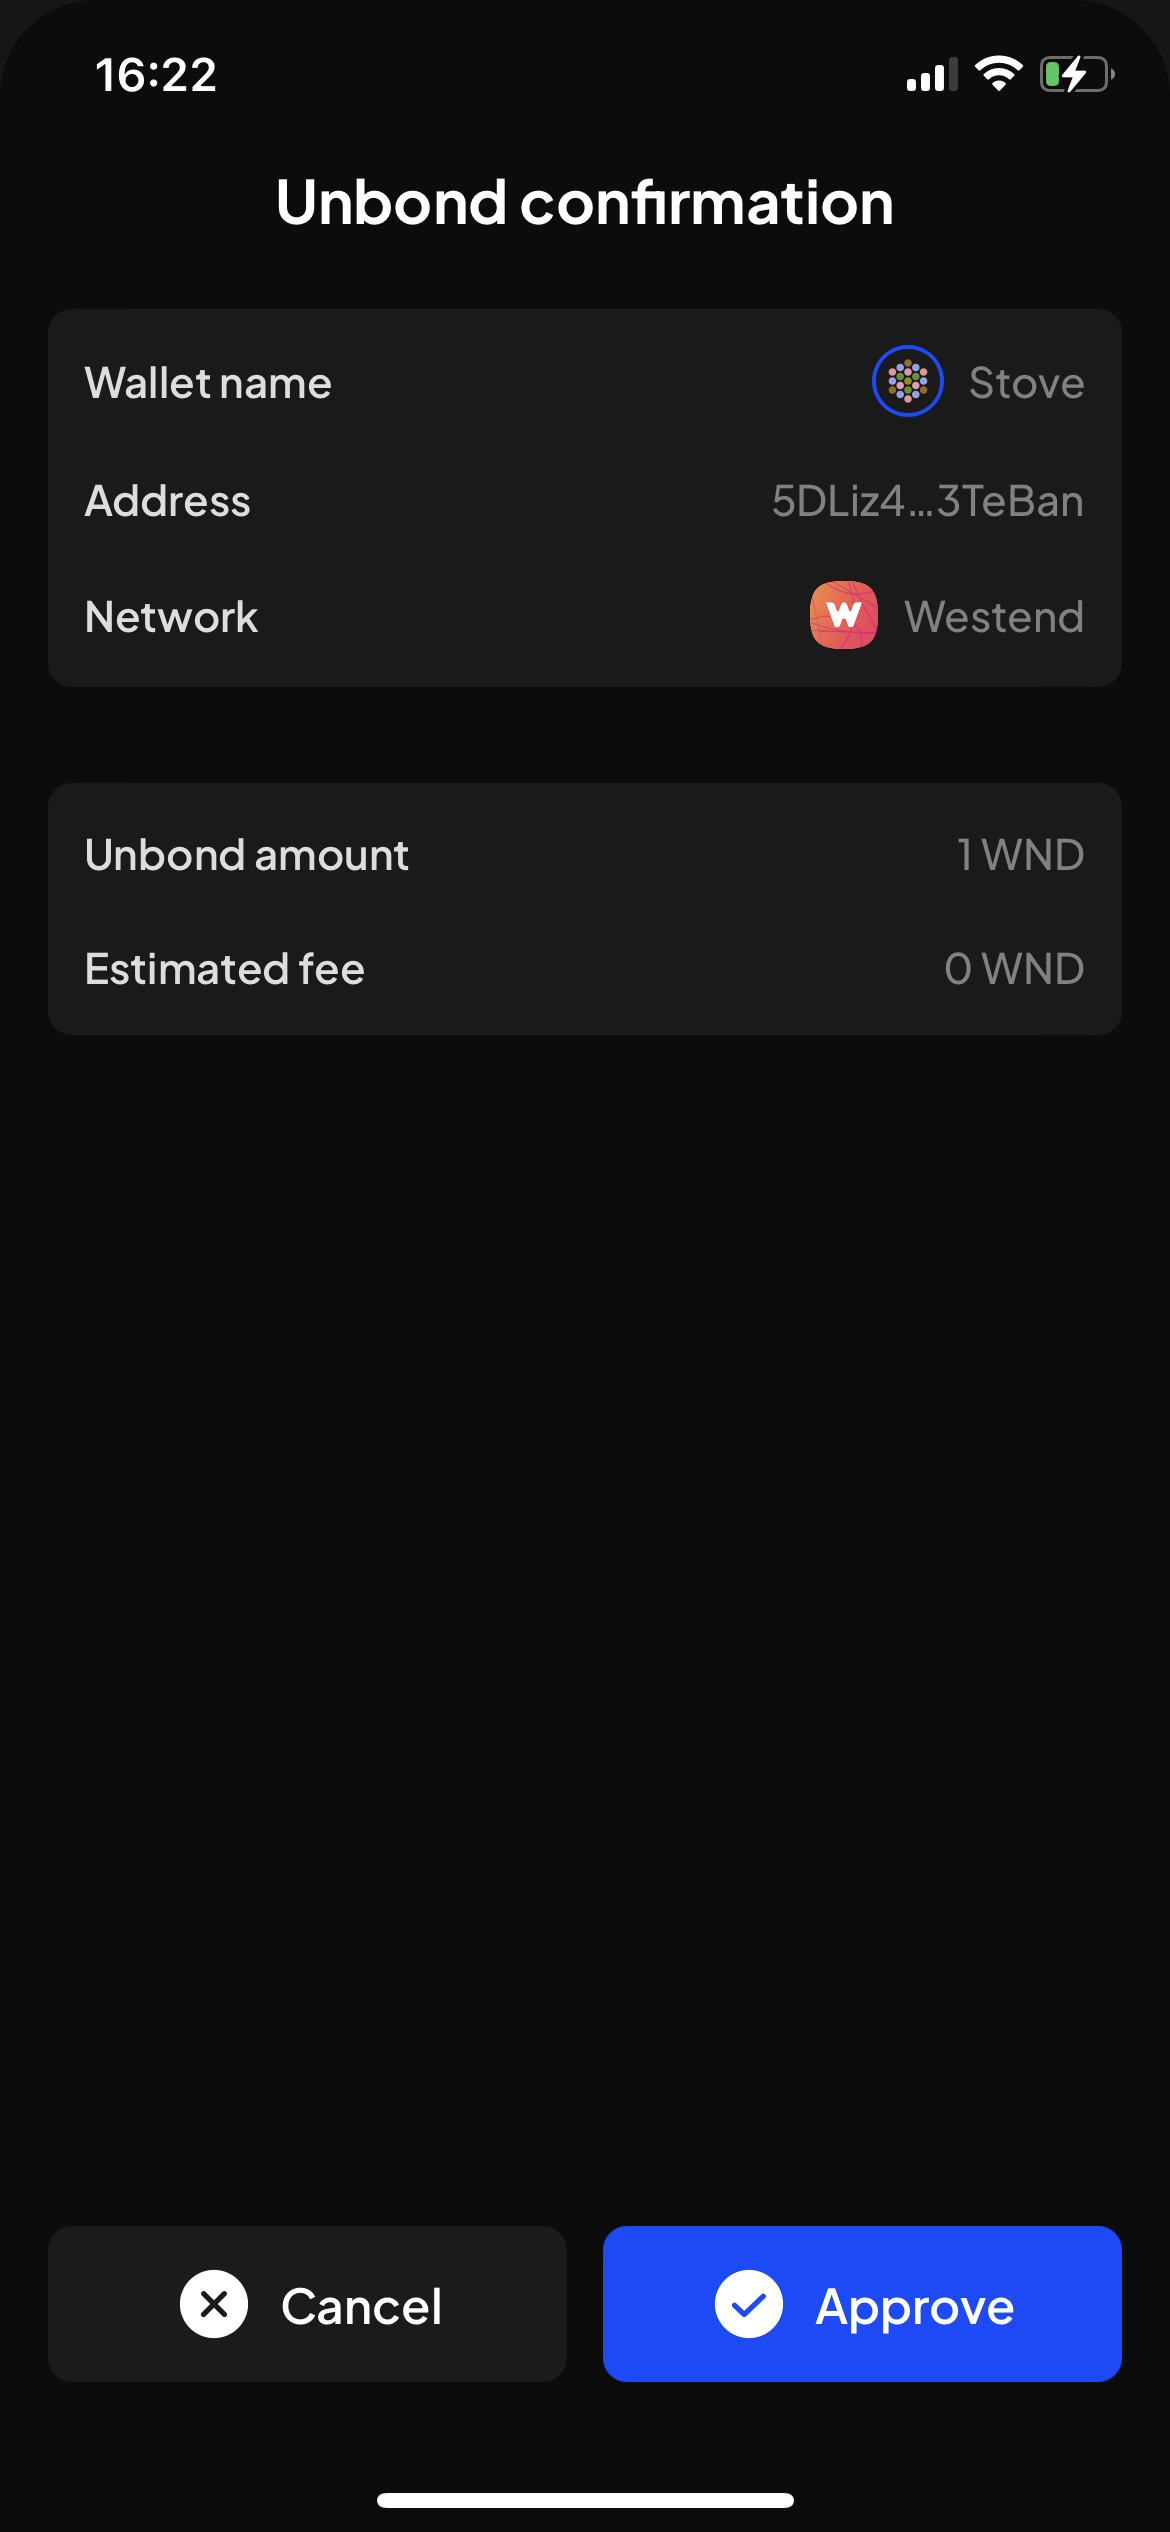 16:22
Unbond confirmation
Wallet name Stove
Address 5DLiz4...3TeBan
Network W Westend
Unbond amount 1 WND
Estimated fee 0 WND
Cancel Approve